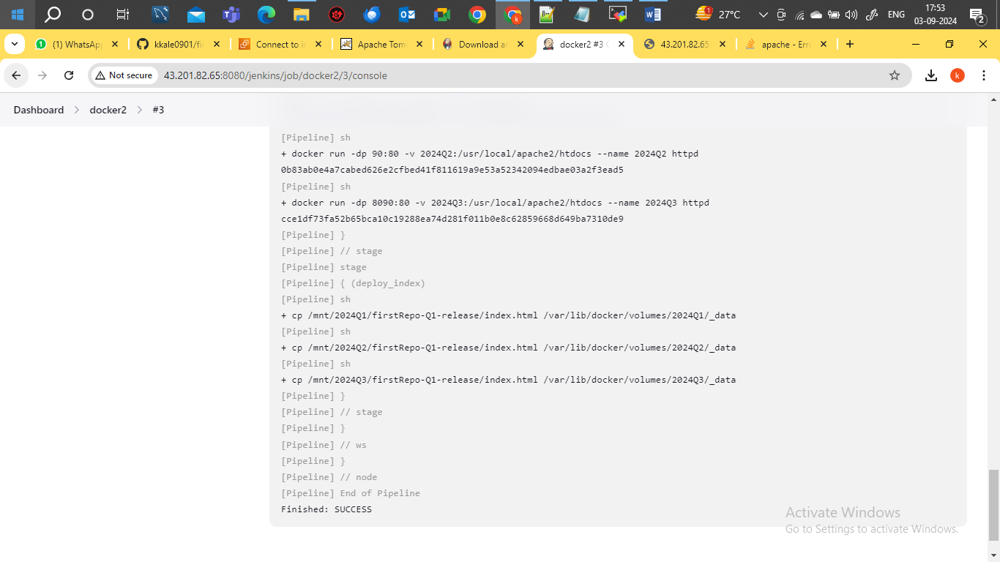 27°C
ENG
17:53
03-09-2024
2
(1) WhatsAp
kkale0901/fi
Connect to i
Apache Tom
Download a
docker2 #3
43.201.82.65
apache - Err
Not secure
43.201.82.65:8080/jenkins/job/docker2/3/console
k
Dashboard > docker2 > #3
[Pipeline] sh
+ docker run -dp 90:80 -v 2024Q2:/usr/local/apache2/htdocs --name 2024Q2 httpd
0b83ab0e4a7cabed626e2cfbed41f811619a9e53a52342094edbae03a2f3ead5
[Pipeline] sh
+ docker run -dp 8090:80 -v 2024Q3:/usr/local/apache2/htdocs --name 2024Q3 httpd
cce1df73fa52b65bca10c19288ea74d281f011b0e8c62859668d649ba7310de9
[Pipeline] }
[Pipeline] // stage
[Pipeline] stage
[Pipeline] { (deploy_index)
[Pipeline] sh
+ cp /mnt/2024Q1/firstRepo-Q1-release/index.html /var/lib/docker/volumes/2024Q1/_data
[Pipeline] sh
+ cp /mnt/2024Q2/firstRepo-Q1-release/index.html /var/lib/docker/volumes/2024Q2/_data
[Pipeline] sh
+ cp /mnt/2024Q3/firstRepo-Q1-release/index.html /var/lib/docker/volumes/2024Q3/_data
[Pipeline] }
[Pipeline] // stage
[Pipeline] }
[Pipeline] // ws
[Pipeline] }
[Pipeline] // node
[Pipeline] End of Pipeline
Finished: SUCCESS
Activate Windows
Go to Settings to activate Windows.